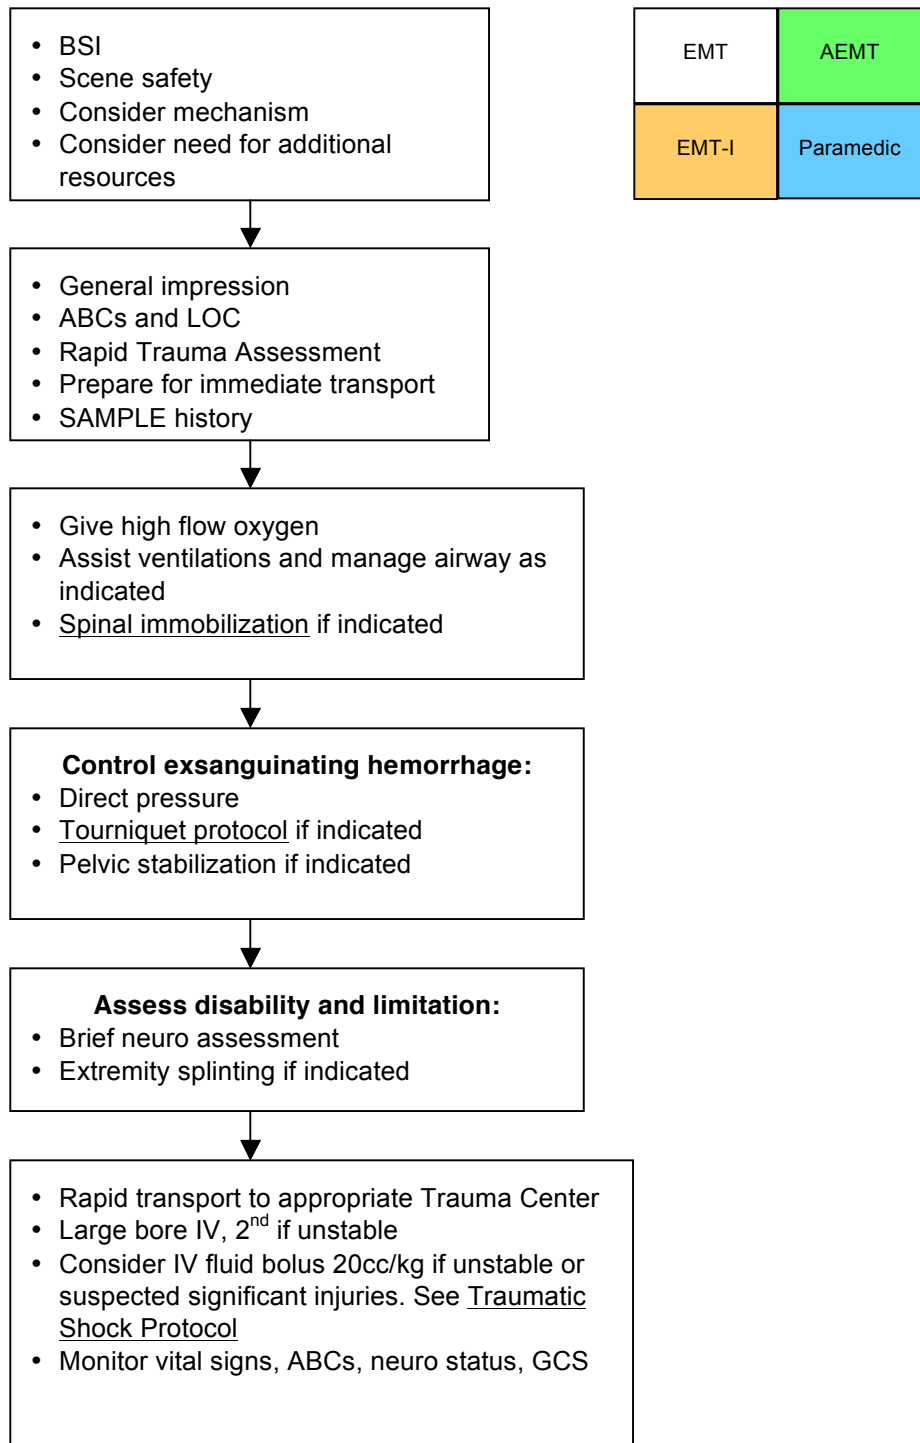 • BSI
• Scene safety
• Consider mechanism
• Consider need for additional
resources
EMT
AEMT
EMT-I
Paramedic
• General impression
• ABCs and LOC
• Rapid Trauma Assessment
• Prepare for immediate transport
• SAMPLE history
• Give high flow oxygen
• Assist ventilations and manage airway as
indicated
• Spinal immobilization if indicated
Control exsanguinating hemorrhage:
• Direct pressure
• Tourniquet protocol if indicated
• Pelvic stabilization if indicated
Assess disability and limitation:
• Brief neuro assessment
• Extremity splinting if indicated
• Rapid transport to appropriate Trauma Center
• Large bore IV, 2nd if unstable
• Consider IV fluid bolus 20cc/kg if unstable or
suspected significant injuries. See Traumatic
Shock Protocol
• Monitor vital signs, ABCs, neuro status, GCS